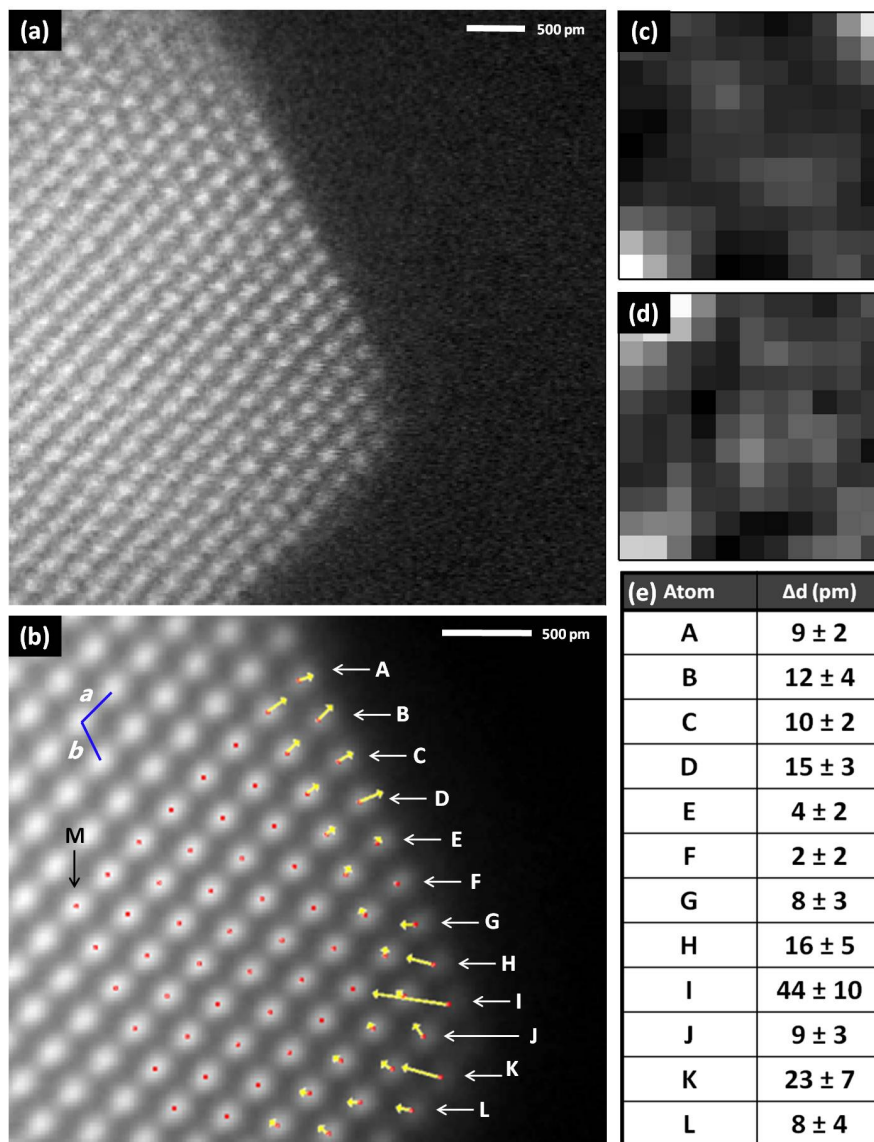 (a)
500 pm
(b)
500 pm
a
b
M
A
B
C
D
E
F
G
H
I
J
K
L
(c)
(d)
(e) Atom Δd (pm)
A 9 ± 2
B 12 ± 4
C 10 ± 2
D 15 ± 3
E 4 ± 2
F 2 ± 2
G 8 ± 3
H 16 ± 5
I 44 ± 10
J 9 ± 3
K 23 ± 7
L 8 ± 4